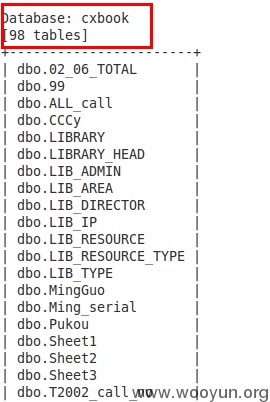 Database: cxbook
[98 tables]
+-----------------------+
| dbo.02_06_TOTAL |
| dbo.99 |
| dbo.ALL_call |
| dbo.CCCy |
| dbo.LIBRARY |
| dbo.LIBRARY_HEAD |
| dbo.LIB_ADMIN |
| dbo.LIB_AREA |
| dbo.LIB_DIRECTOR |
| dbo.LIB_IP |
| dbo.LIB_RESOURCE |
| dbo.LIB_RESOURCE_TYPE |
| dbo.LIB_TYPE |
| dbo.MingGuo |
| dbo.Ming_serial |
| dbo.Pukou |
| dbo.Sheet1 |
| dbo.Sheet2 |
| dbo.Sheet3 |
| dbo.T2002_call_no |
www.wooyun.org